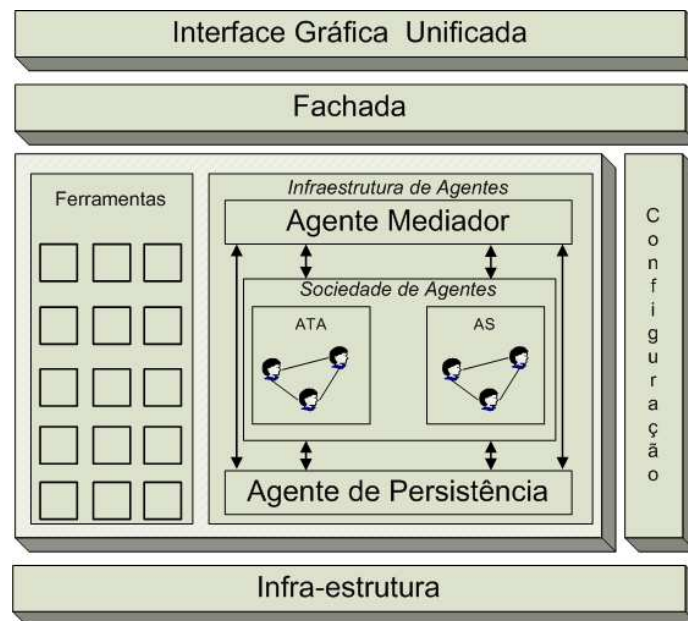 Interface Gráfica Unificada
Fachada
Ferramentas
Infraestrutura de Agentes
Agente Mediador
Sociedade de Agentes
ATA
AS
Agente de Persistência
Configuração
Infra-estrutura